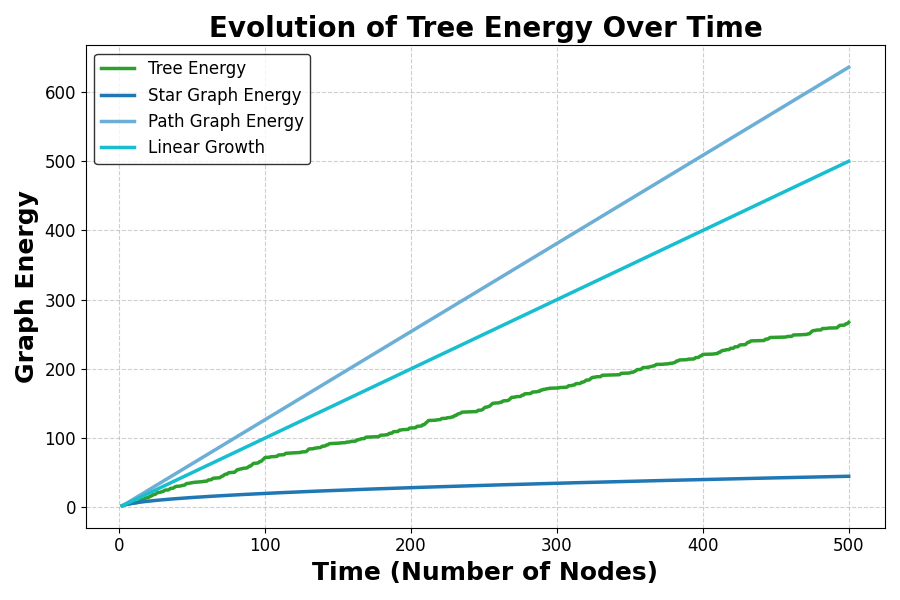 Evolution of Tree Energy Over Time
Tree Energy
Star Graph Energy
Path Graph Energy
Linear Growth
Graph Energy
600
500
400
300
200
100
0
0 100 200 300 400 500
Time (Number of Nodes)